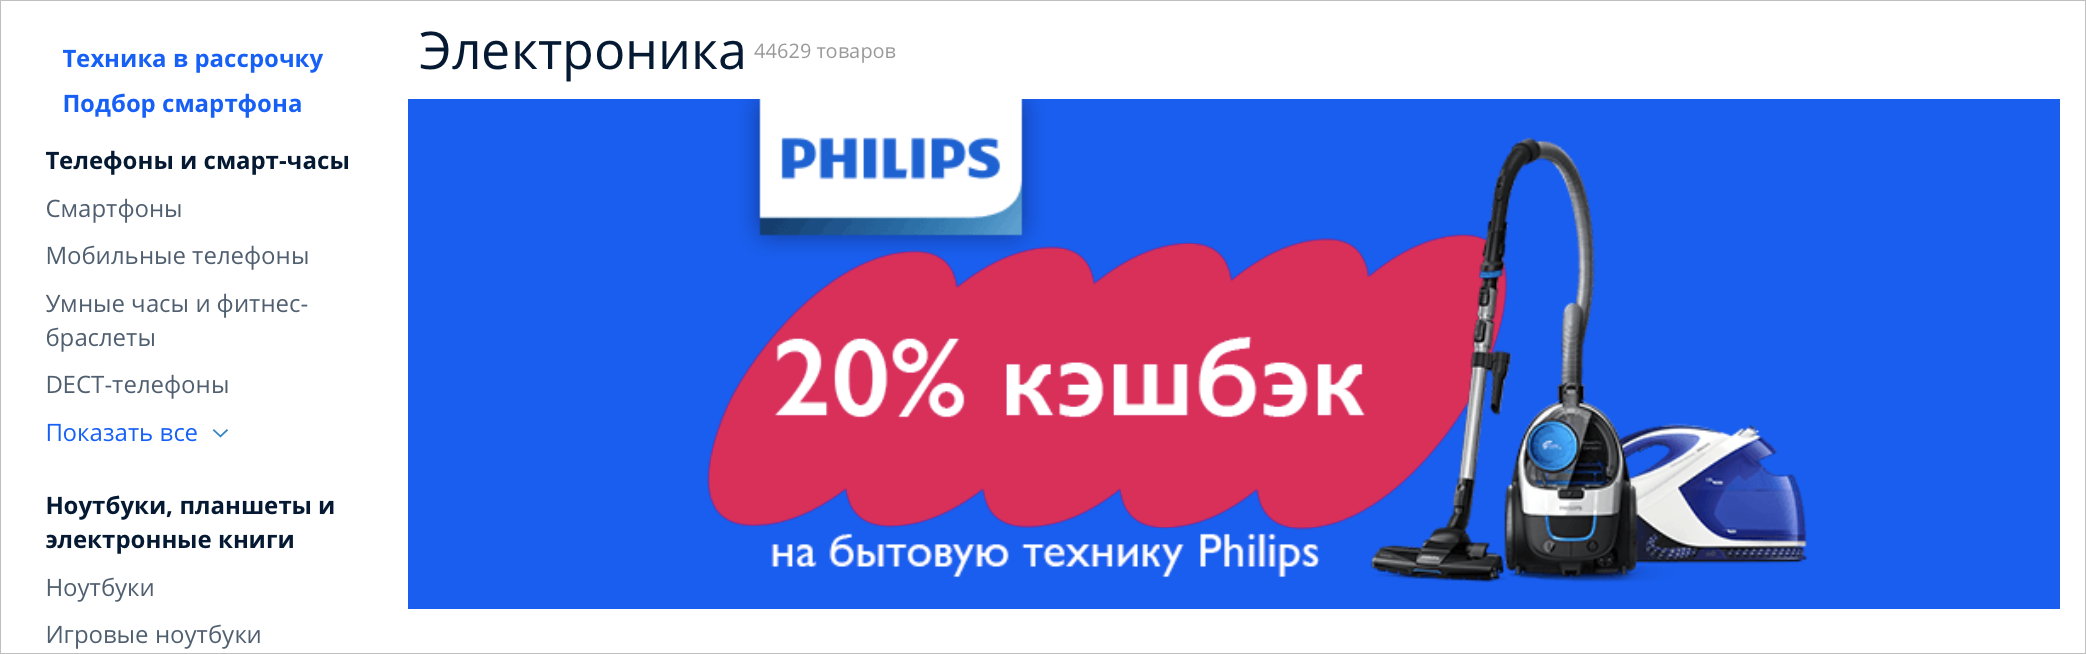 Техника в рассрочку
Подбор смартфона
Телефоны и смарт-часы
Смартфоны
Мобильные телефоны
Умные часы и фитнес-
браслеты
DECT-телефоны
Показать все
Ноутбуки, планшеты и
электронные книги
Ноутбуки
Игровые ноутбуки
Электроника 44629 товаров
PHILIPS
20% кэшбэк
на бытовую технику Philips